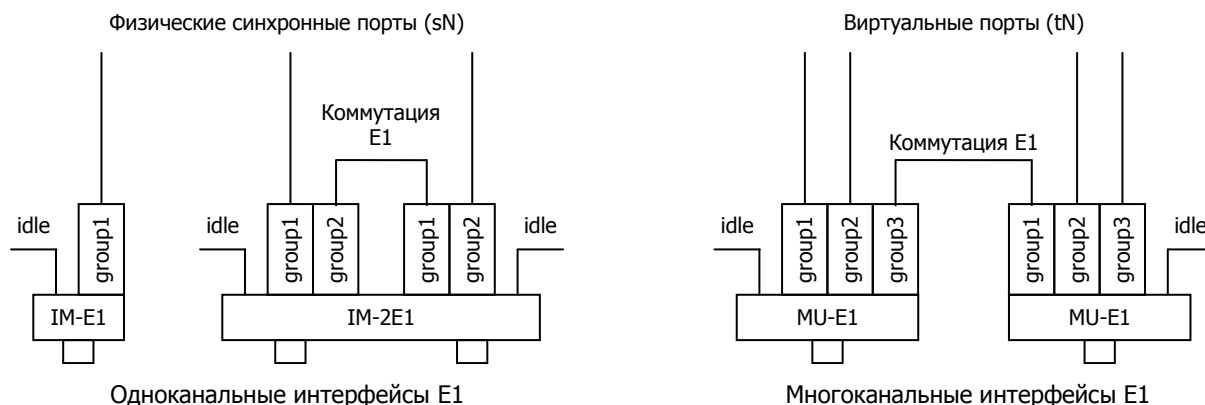 Физические синхронные порты (sN)
Виртуальные порты (tN)
Коммутация
E1
Коммутация E1
idle
group1
idle
group1
group2
group1
group2
idle
idle
group1
group2
group3
group1
group2
group3
idle
IM-E1
IM-2E1
MU-E1
MU-E1
Одноканальные интерфейсы E1
Многоканальные интерфейсы E1